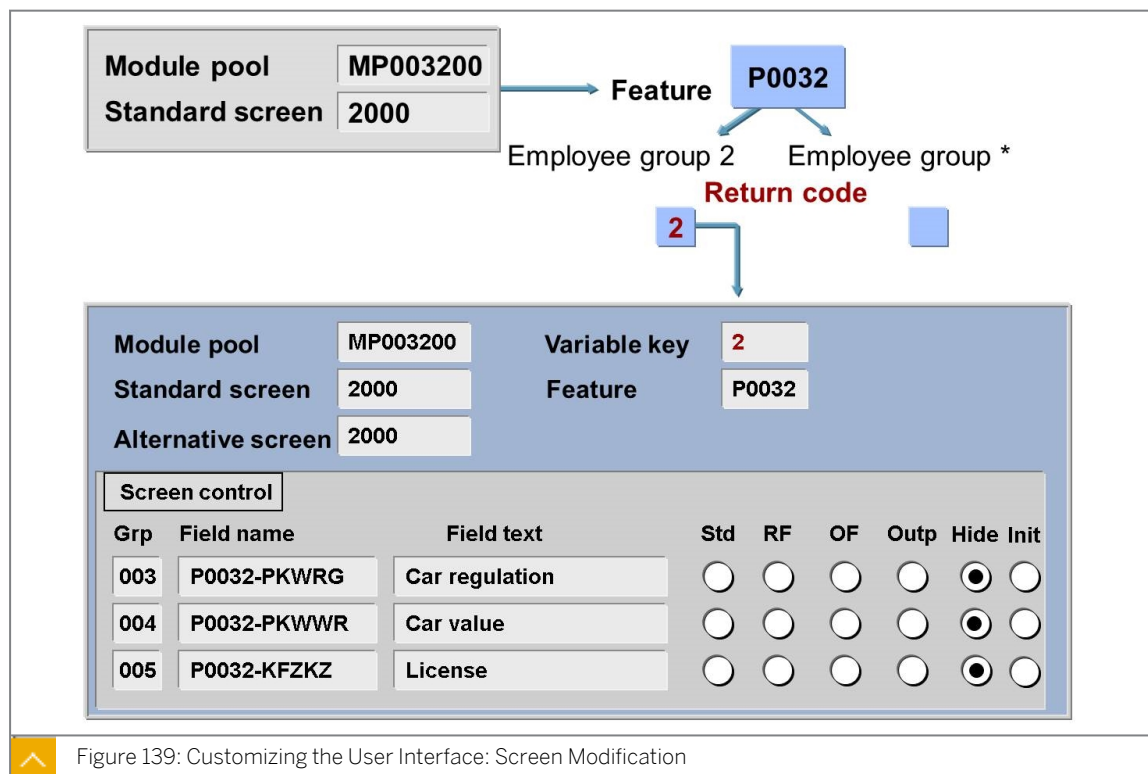 Module pool MP003200
Standard screen 2000
Feature P0032
Employee group 2 Employee group *
Return code
2
Module pool MP003200 Variable key 2
Standard screen 2000 Feature P0032
Alternative screen 2000
Screen control
Grp Field name Field text Std RF OF Outp Hide Init
003 P0032-PKWRG Car regulation
004 P0032-PKWWR Car value
005 P0032-KFZKZ License
Figure 139: Customizing the User Interface: Screen Modification